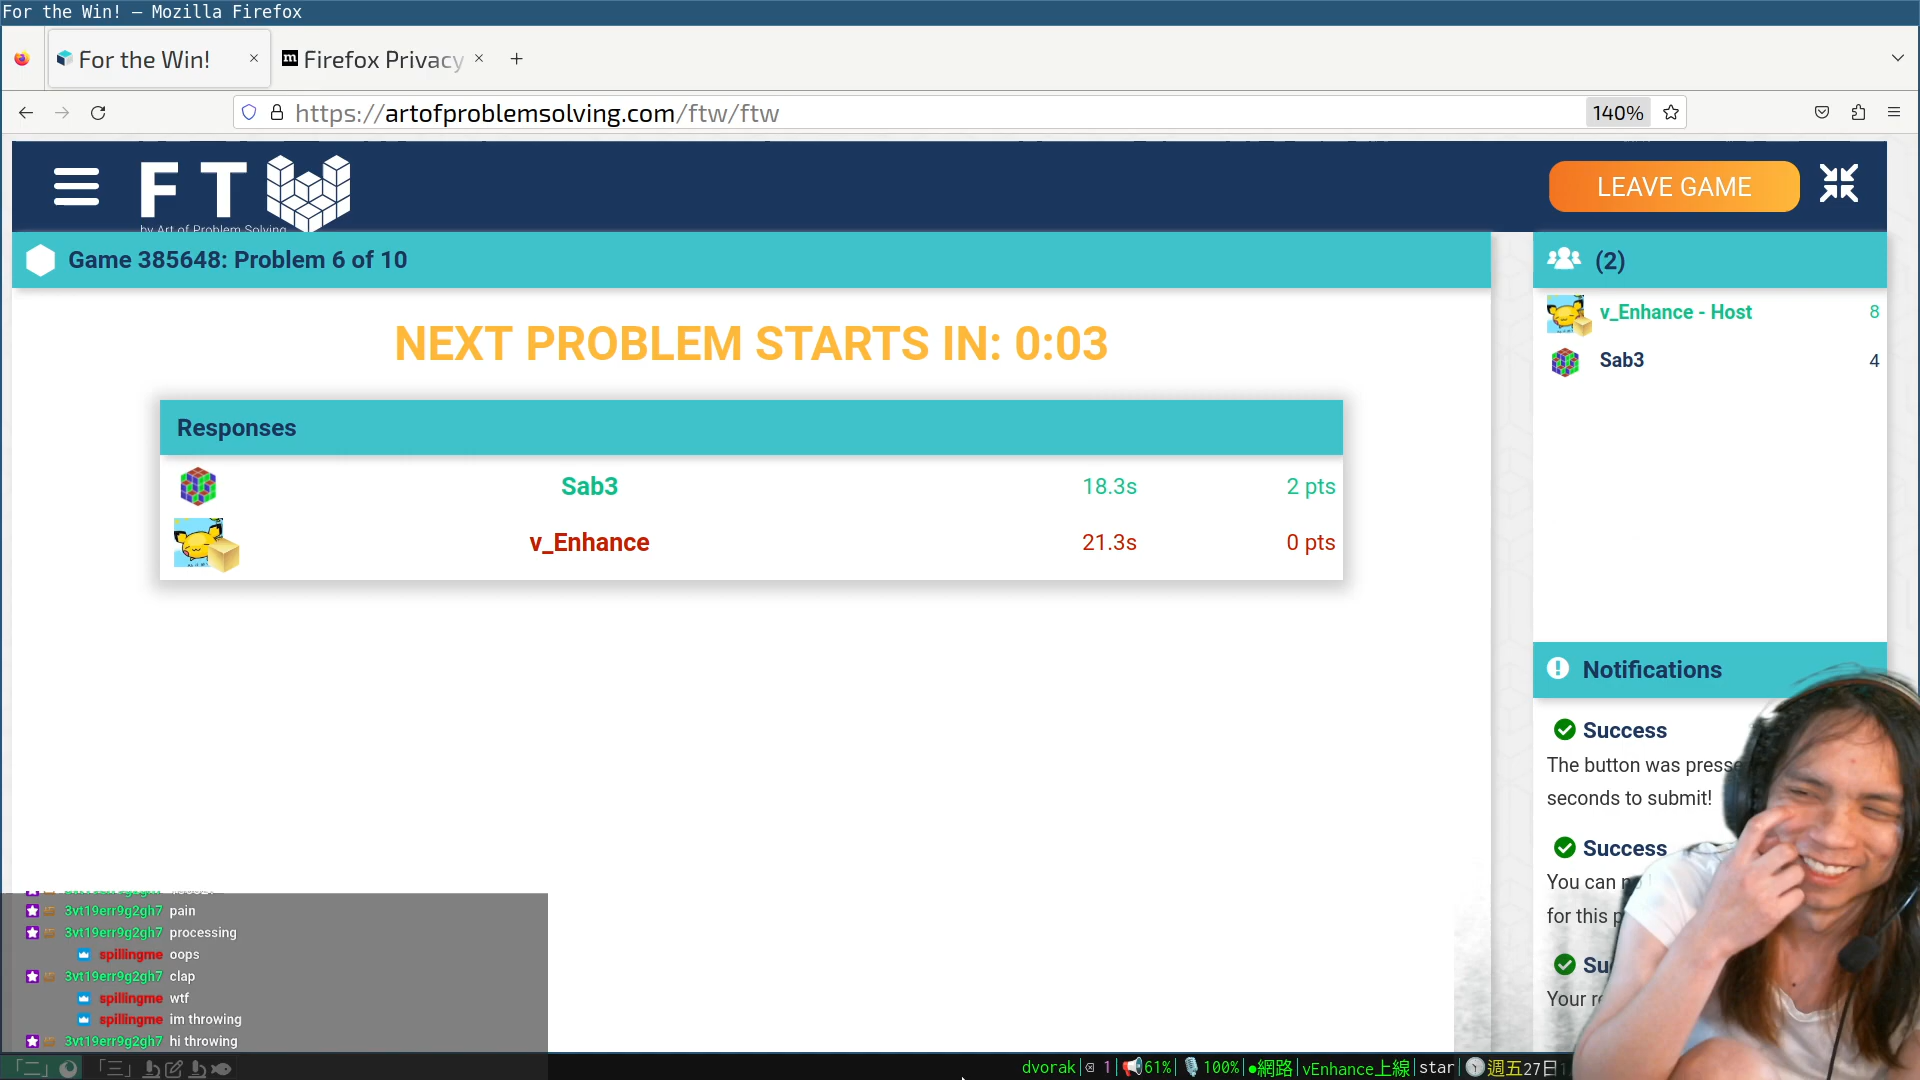 For the Win! — Mozilla Firefox
For the Win!
Firefox Privacy
https://artofproblemsolving.com/ftw/ftw
140%
F T W
by Art of Problem Solving
LEAVE GAME
Game 385648: Problem 6 of 10
(2)
v_Enhance - Host 8
Sab3 4
NEXT PROBLEM STARTS IN: 0:03
Responses
Sab3 18.3s 2 pts
v_Enhance 21.3s 0 pts
Notifications
Success
The button was
seconds to submit!
Success
You can
for this
Your
3vt19err9g2gh7 pain
3vt19err9g2gh7 processing
spillingme oops
3vt19err9g2gh7 clap
spillingme wtf
spillingme im throwing
3vt19err9g2gh7 hi throwing
「二」 「三」 dvorak 1 61% 100% 網路 vEnhance上線 star 週五27日